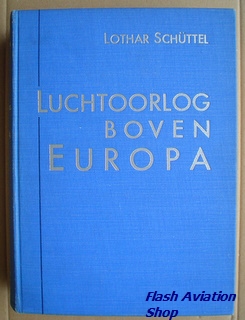 LOTHAR SCHÜTTEL
LUCHTOORLOG
BOVEN
EUROPA
Flash Aviation
Shop